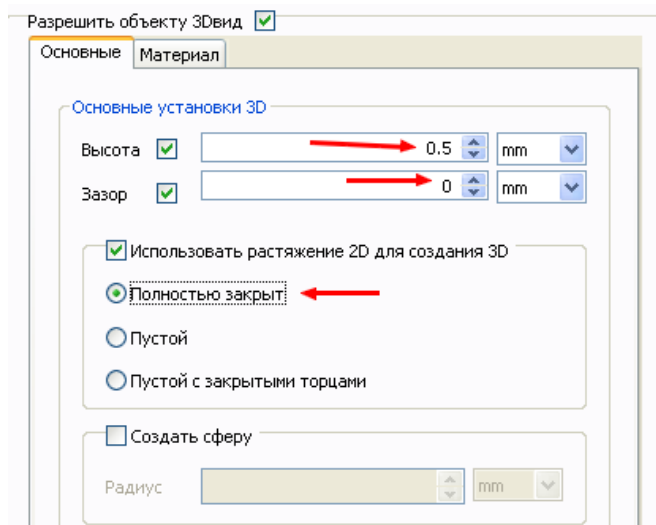 Разрешить объекту 3Dвид
Основные Материал
Основные установки 3D
Высота 0.5 mm
Зазор 0 mm
Использовать растяжение 2D для создания 3D
Полностью закрыт
Пустой
Пустой с закрытыми торцами
Создать сферу
Радиус mm